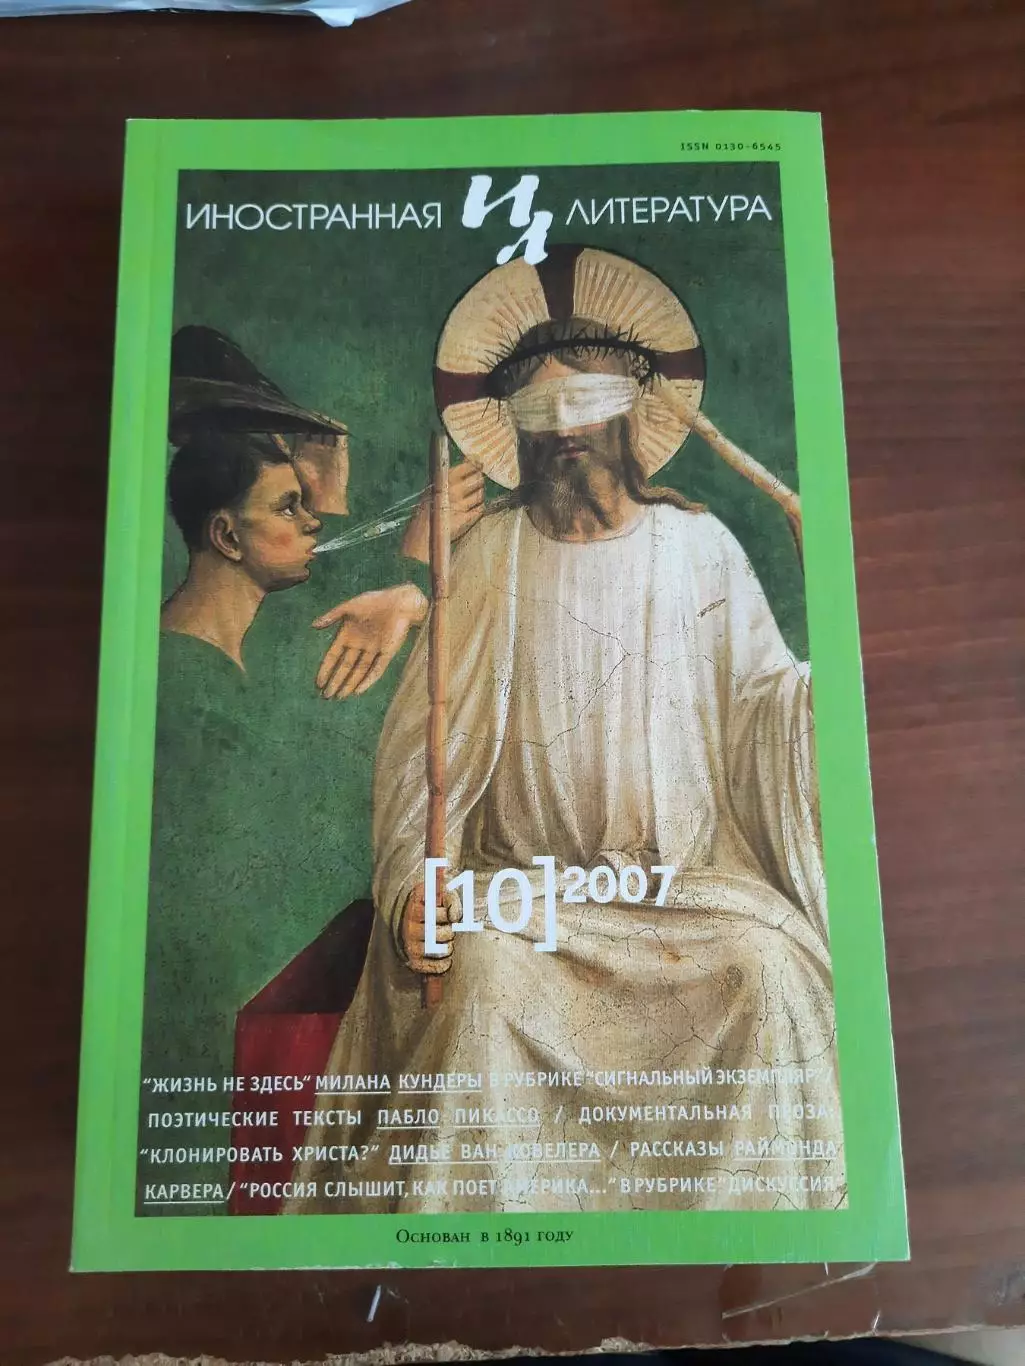 ISSN 0130-6545
ИНОСТРАННАЯ ИЛ ЛИТЕРАТУРА
[10] 2007
"ЖИЗНЬ НЕ ЗДЕСЬ" МИЛАНА КУНДЕРЫ В РУБРИКЕ "СИГНАЛЬНЫЙ ЭКЗЕМПЛЯР" /
ПОЭТИЧЕСКИЕ ТЕКСТЫ ПАБЛО ПИКАССО / ДОКУМЕНТАЛЬНАЯ ПРОЗА:
"КЛОНИРОВАТЬ ХРИСТА?" ДИДЬЕ ВАН КОВЕЛЕРА / РАССКАЗЫ РАЙМОНДА
КАРВЕРА / "РОССИЯ СЛЫШИТ, КАК ПОЕТ АМЕРИКА..." В РУБРИКЕ "ДИСКУССИЯ"
Основан в 1891 году